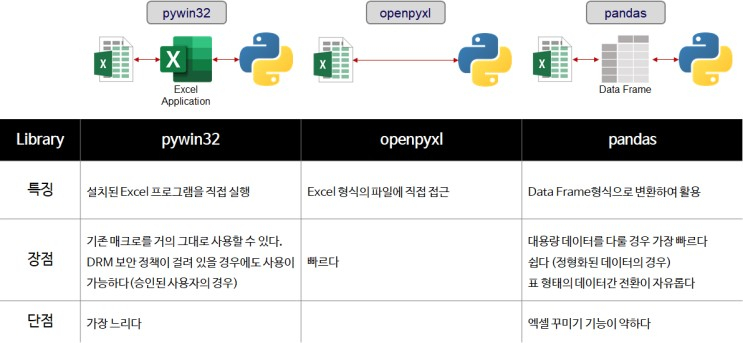 pywin32
openpyxl
pandas
Excel
Application
Data Frame
Library
pywin32
openpyxl
pandas
특징
설치된 Excel 프로그램을 직접 실행
Excel 형식의 파일에 직접 접근
Data Frame형식으로 변환하여 활용
장점
기존 매크로를 거의 그대로 사용할 수 있다.
DRM 보안 정책이 걸려 있을 경우에도 사용이
가능하다(승인된 사용자의 경우)
빠르다
대용량 데이터를 다룰 경우 가장 빠르다
쉽다 (정형화된 데이터의 경우)
표 형태의 데이터간 전환이 자유롭다
단점
가장 느리다
엑셀 꾸미기 기능이 약하다